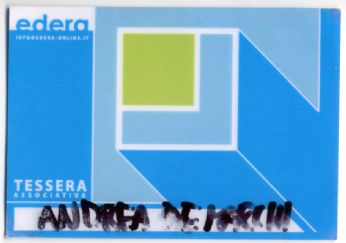 edera
INFO@EDERA-ONLINE.IT
TESSERA
ASSOCIATIVA
ANDREA DE